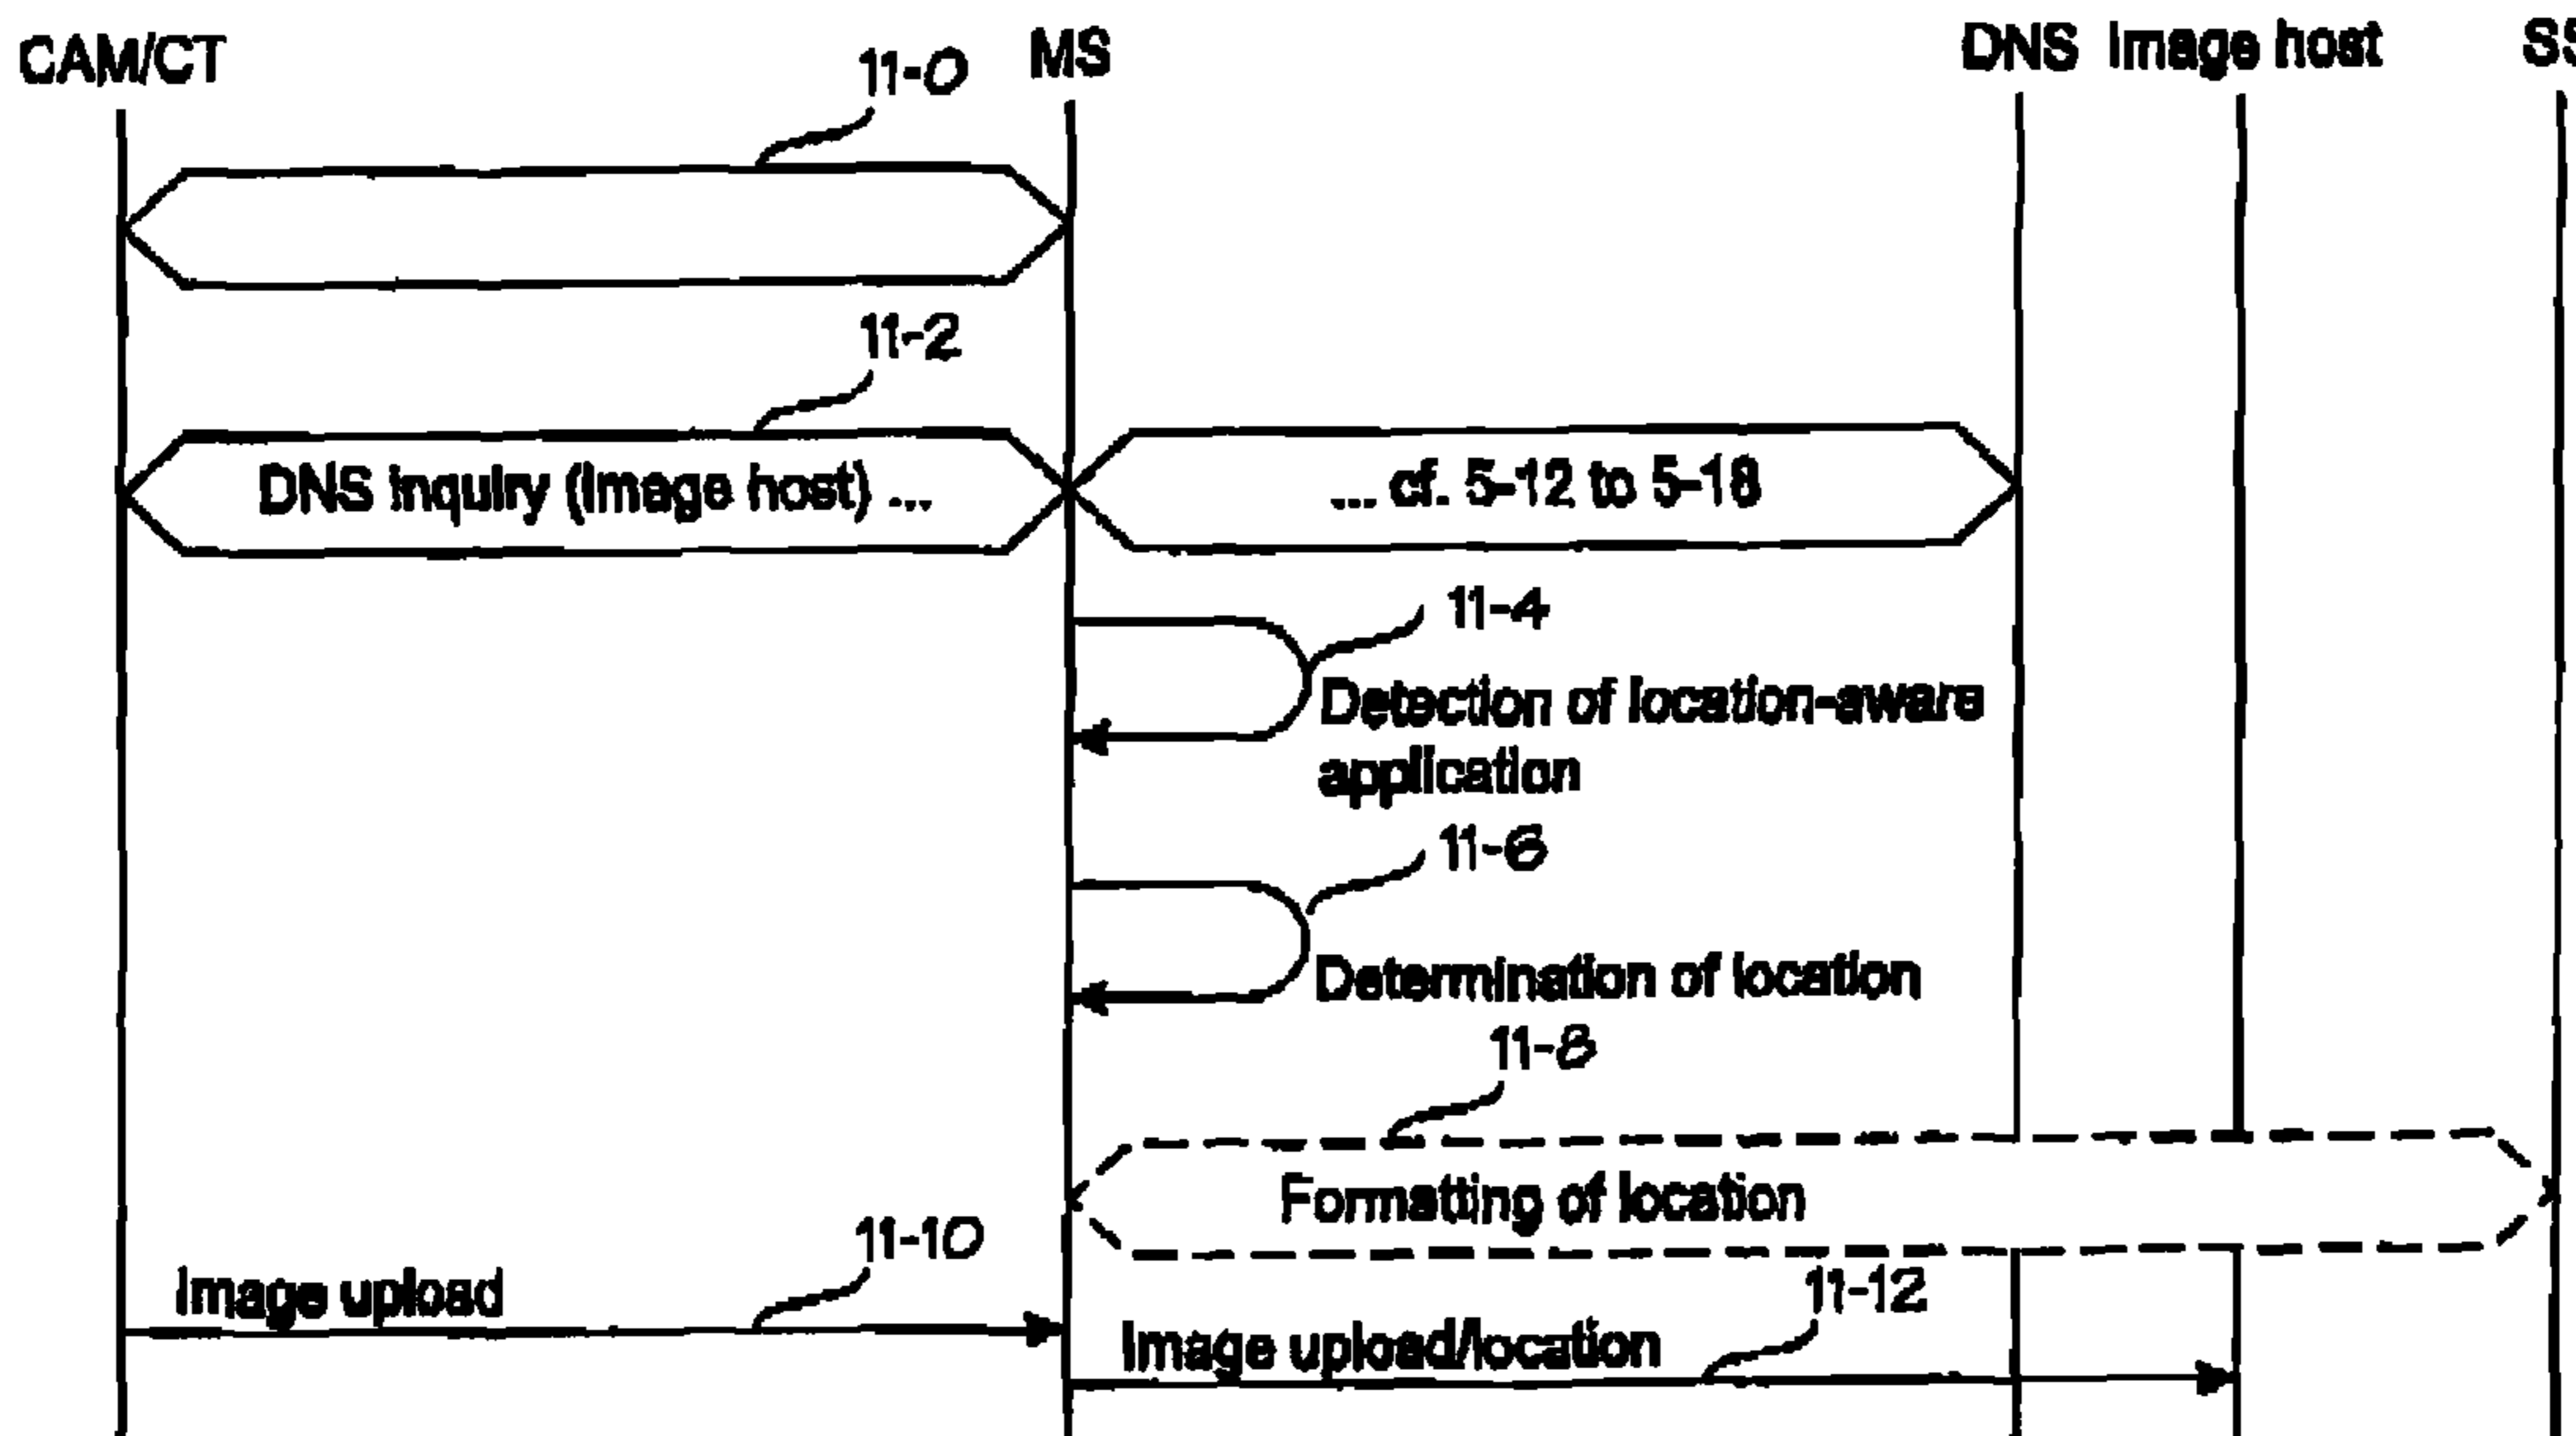 CAM/CT MS DNS Image host SS
11-0
11-2
DNS inquiry (Image host) ... ... cf. 5-12 to 5-18
11-4
Detection of location-aware
application
11-6
Determination of location
11-8
Formatting of location
11-10
Image upload
11-12
Image upload/location